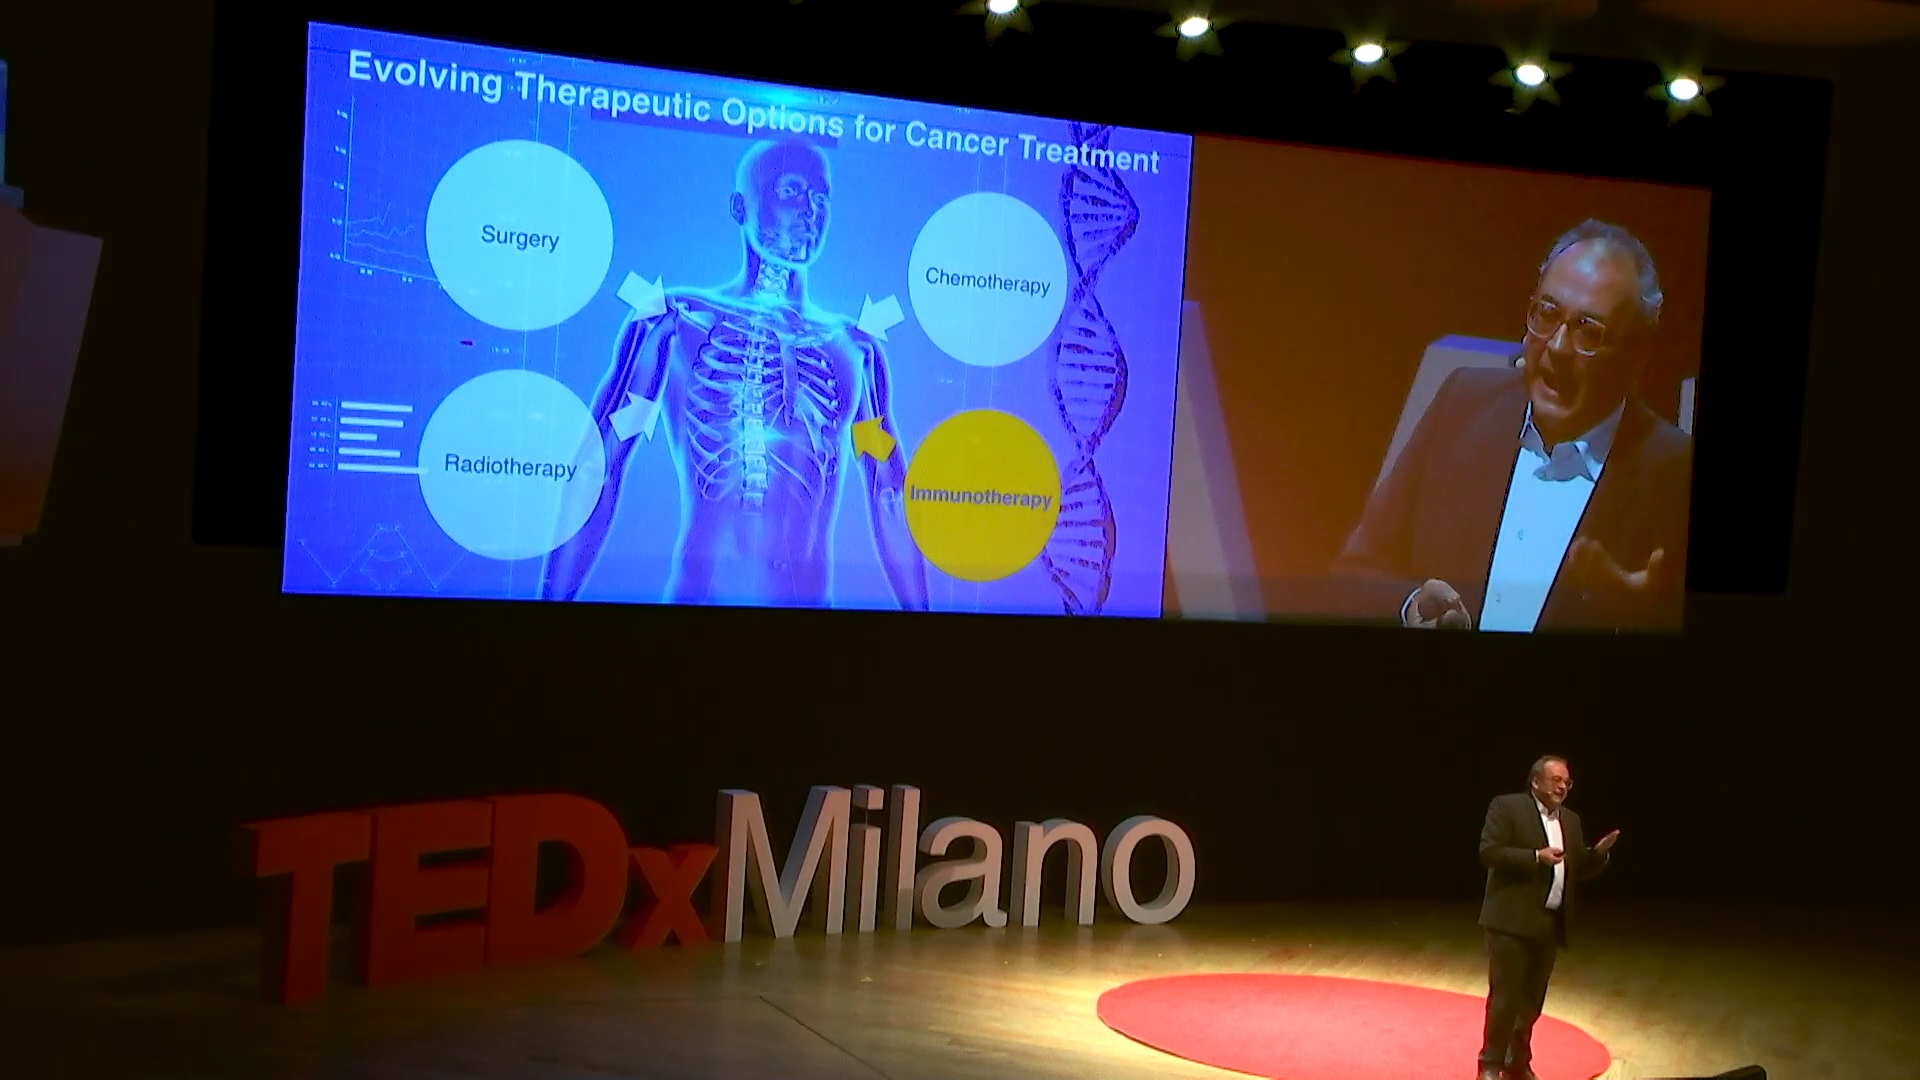 Evolving Therapeutic Options for Cancer Treatment
Surgery
Chemotherapy
Radiotherapy
Immunotherapy
TEDxMilano